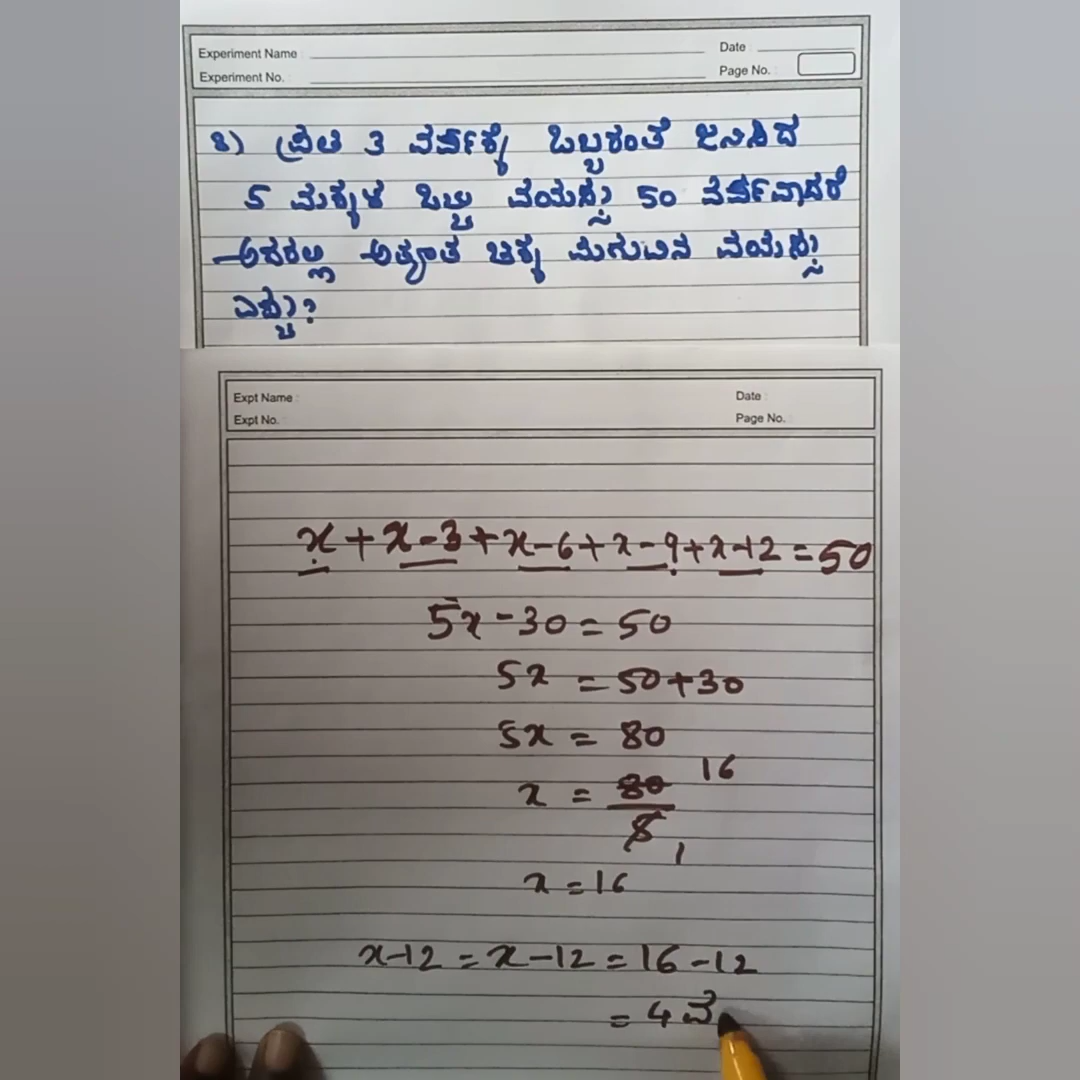 Experiment Name
Date
Experiment No.
Page No.
8) ಪ್ರತಿ 3 ವರ್ಷಕ್ಕೆ ಒಬ್ಬರಂತೆ ಜನಿಸಿದ
5 ಮಕ್ಕಳ ಒಟ್ಟು ವಯಸ್ಸು 50 ವರ್ಷವಾದರೆ
ಅವರಲ್ಲಿ ಅತ್ಯಂತ ಚಿಕ್ಕ ಮಗುವಿನ ವಯಸ್ಸು
ಎಷ್ಟು?
Expt Name :
Date :
Expt No. :
Page No. :
x + x - 3 + x - 6 + x - 9 + x - 12 = 50
5x - 30 = 50
5x = 50 + 30
5x = 80
x = 80/5 16 1
x = 16
x - 12 = x - 12 = 16 - 12
= 4 ವ